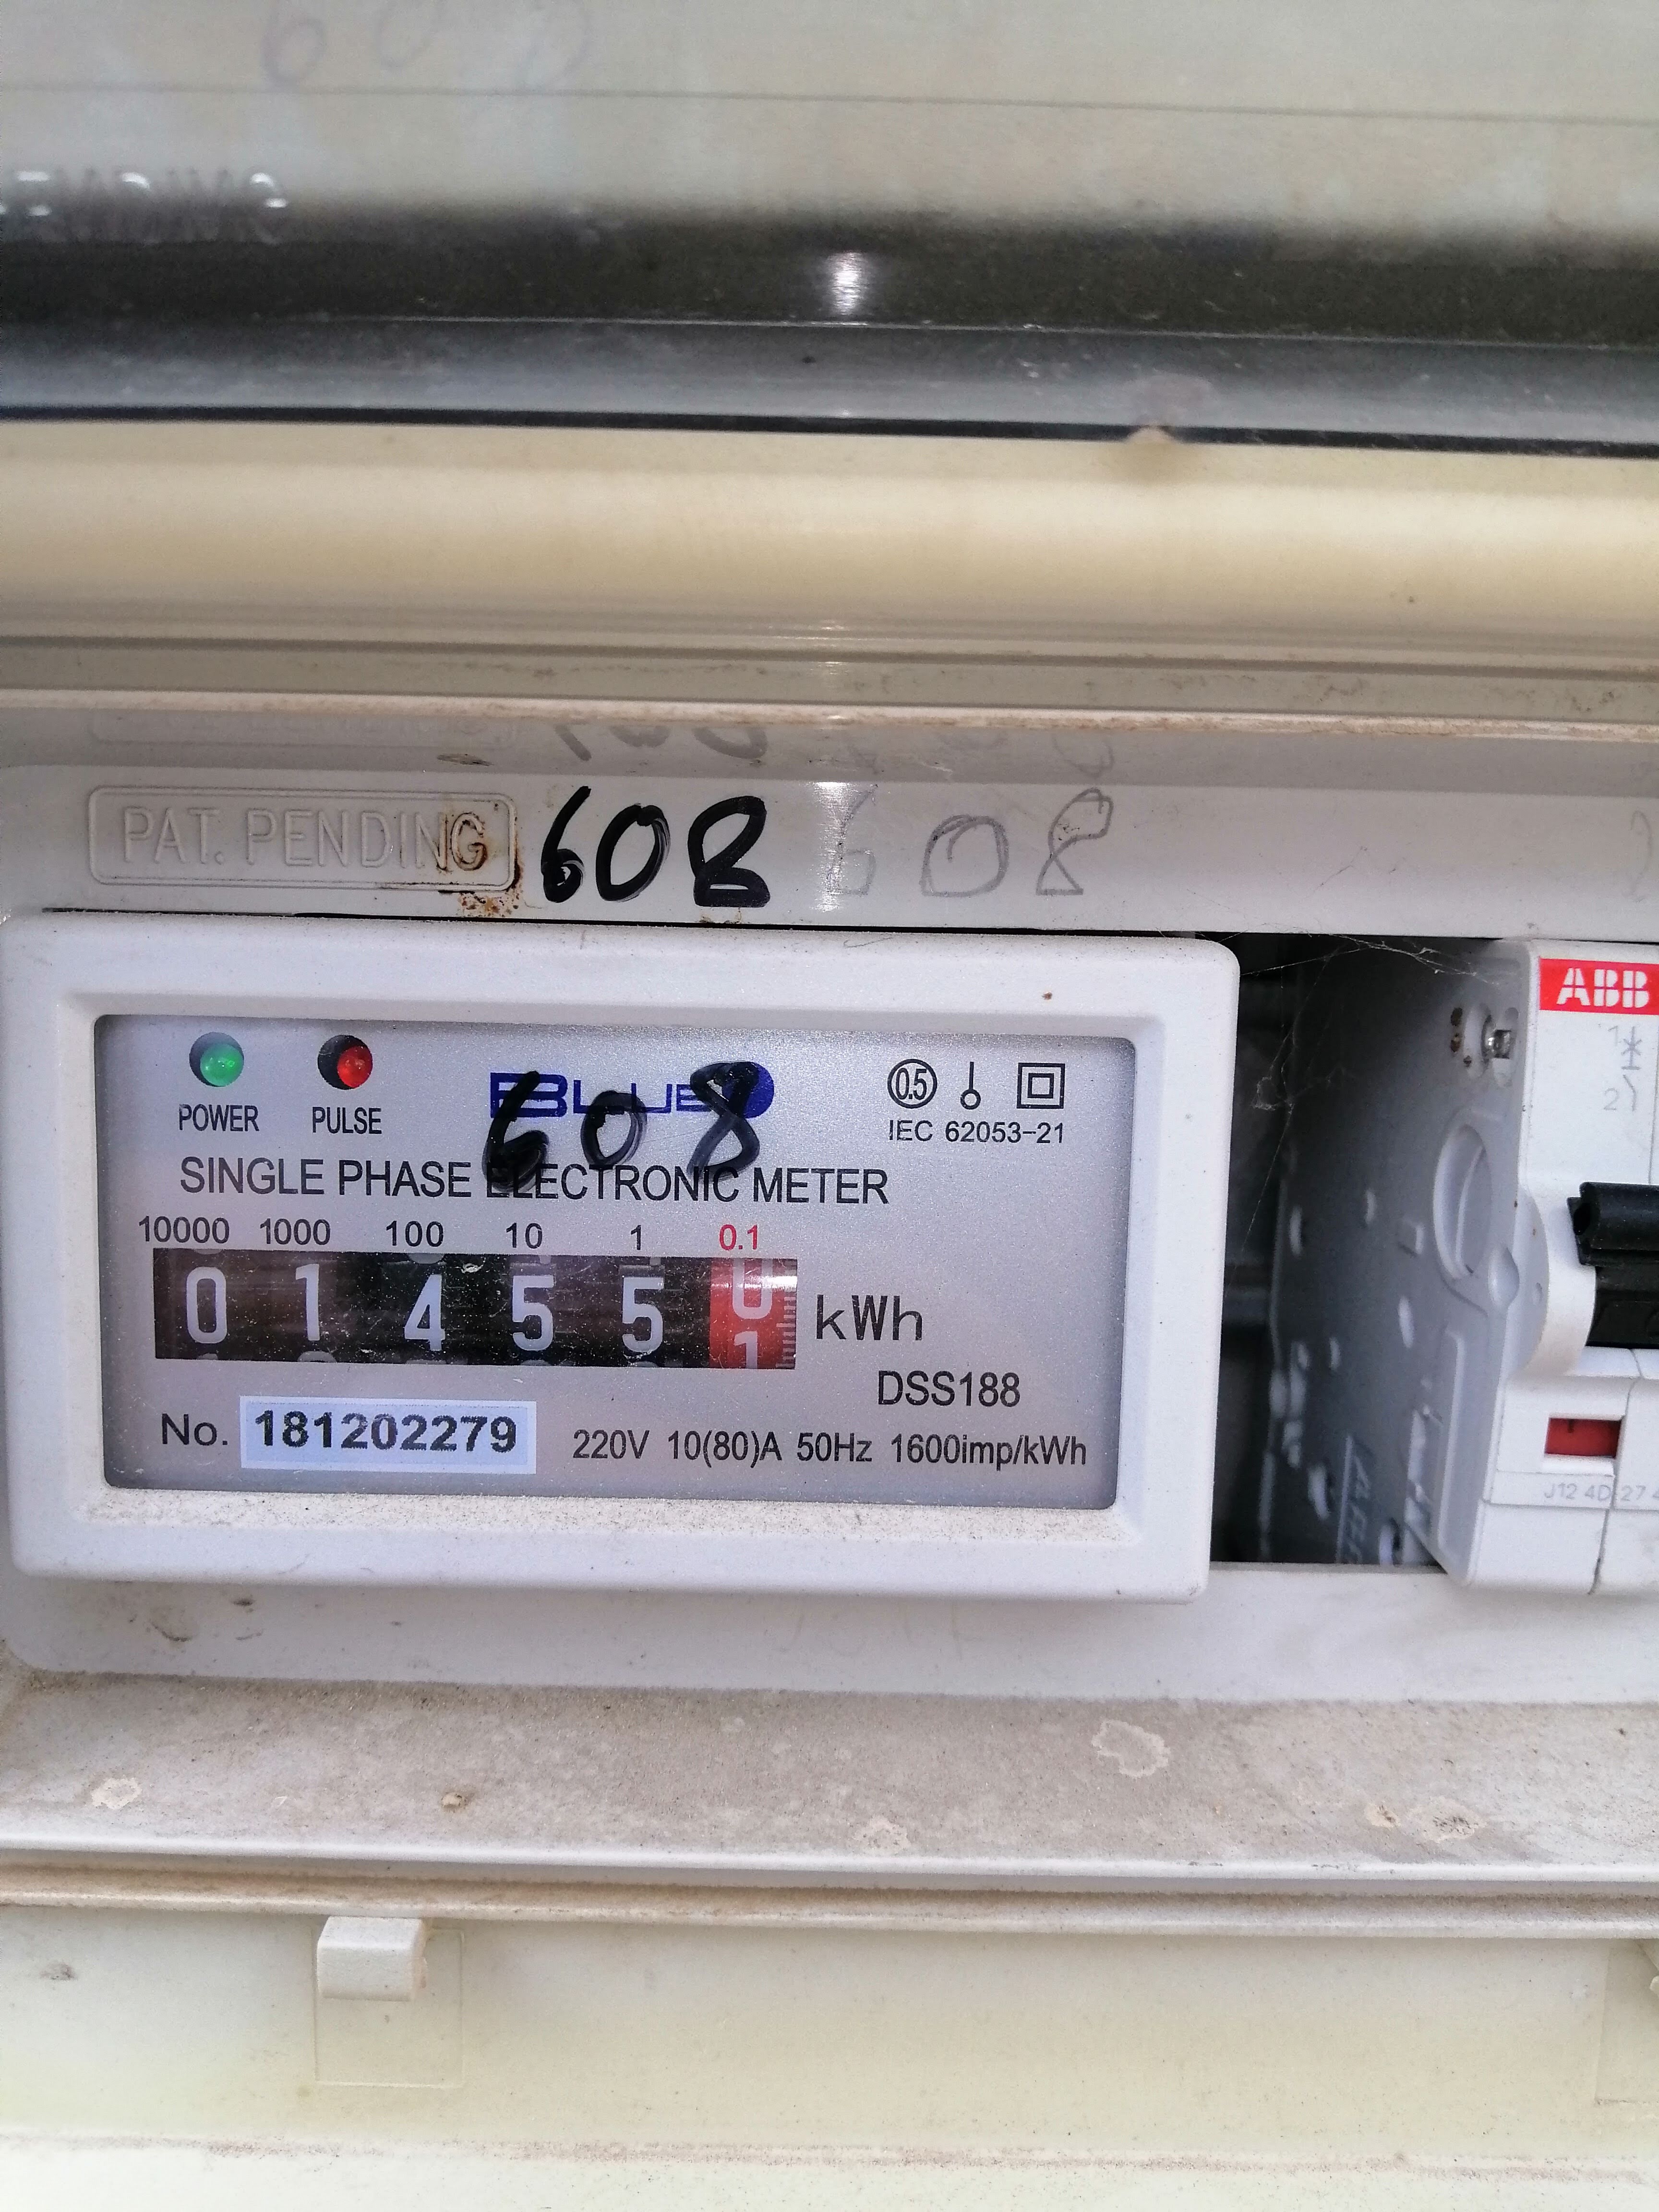 PAT. PENDING 608 608
ABB
POWER PULSE 608
IEC 62053-21
SINGLE PHASE ELECTRONIC METER
10000 1000 100 10 1 0.1
0 1 4 5 5 0 kWh
1
DSS188
No. 181202279 220V 10(80)A 50Hz 1600imp/kWh